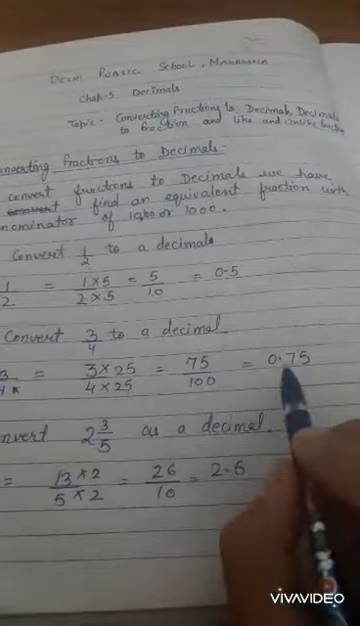 DELHI PUBLIC SCHOOL,
Chap-5 Decimals
Topic - Converting Fractions to Decimals, Decimals
to fraction and like and Unlike
onverting fractions to Decimals:-
convert fractions to Decimals we have
find an equivalent fraction with
nominator of 10,100 or 1000.
Convert 1/2 to a decimal
1/2 = 1×5/2×5 = 5/10 = 0.5
Convert 3/4 to a decimal
3/4 = 3×25/4×25 = 75/100 = 0.75
nvert 2 3/5 as a decimal.
= 13×2/5×2 = 26/10 = 2.6
VIVAVIDEO